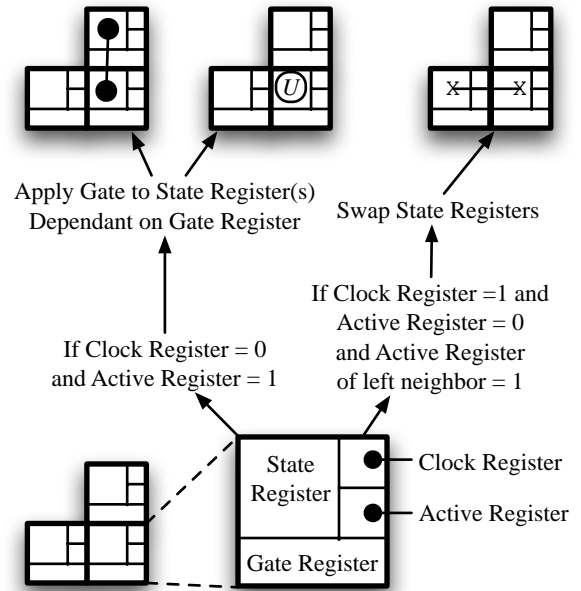 U
X X
Apply Gate to State Register(s)
Dependant on Gate Register
Swap State Registers
If Clock Register = 0
and Active Register = 1
If Clock Register =1 and
Active Register = 0
and Active Register
of left neighbor = 1
State
Register
Gate Register
Clock Register
Active Register